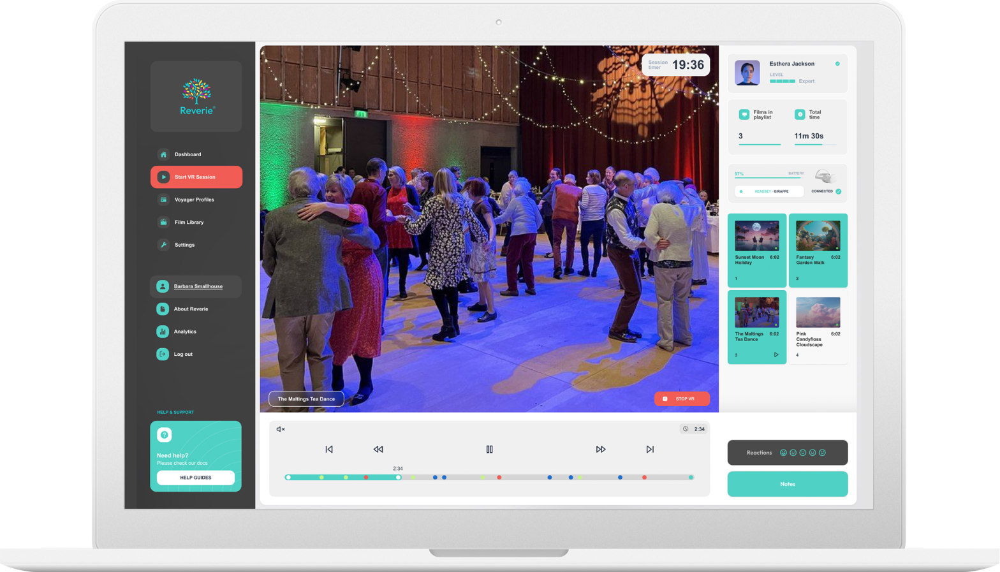 Reverie®
Dashboard
Start VR Session
Voyager Profiles
Film Library
Settings
Barbara Smallhouse
About Reverie
Analytics
Log out
HELP & SUPPORT
?
Need help?
Please check our docs
HELP GUIDES
Session
timer
19:36
The Maltings Tea Dance
STOP VR
2:34
2:34
Esthera Jackson
LEVEL
Expert
Films in
playlist
3
Total
time
11m 30s
97%
BATTERY
HEADSET - GIRAFFE
CONNECTED
Sunset Moon
Holiday
6:02
1
Fantasy
Garden Walk
6:02
2
The Maltings
Tea Dance
6:02
3
Pink
Candyfloss
Cloudscape
6:02
4
Reactions
Notes